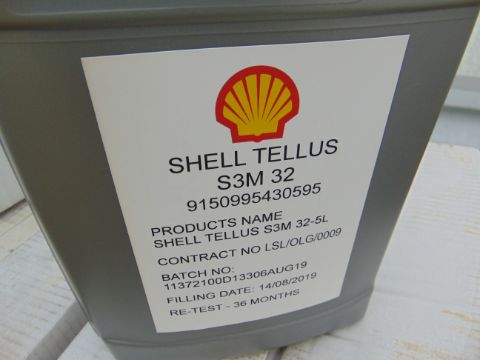 SHELL TELLUS
S3M 32
9150995430595
PRODUCTS NAME
SHELL TELLUS S3M 32-5L
CONTRACT NO LSL/OLG/0009
BATCH NO:
11372100D13306AUG19
FILLING DATE: 14/08/2019
RE-TEST - 36 MONTHS